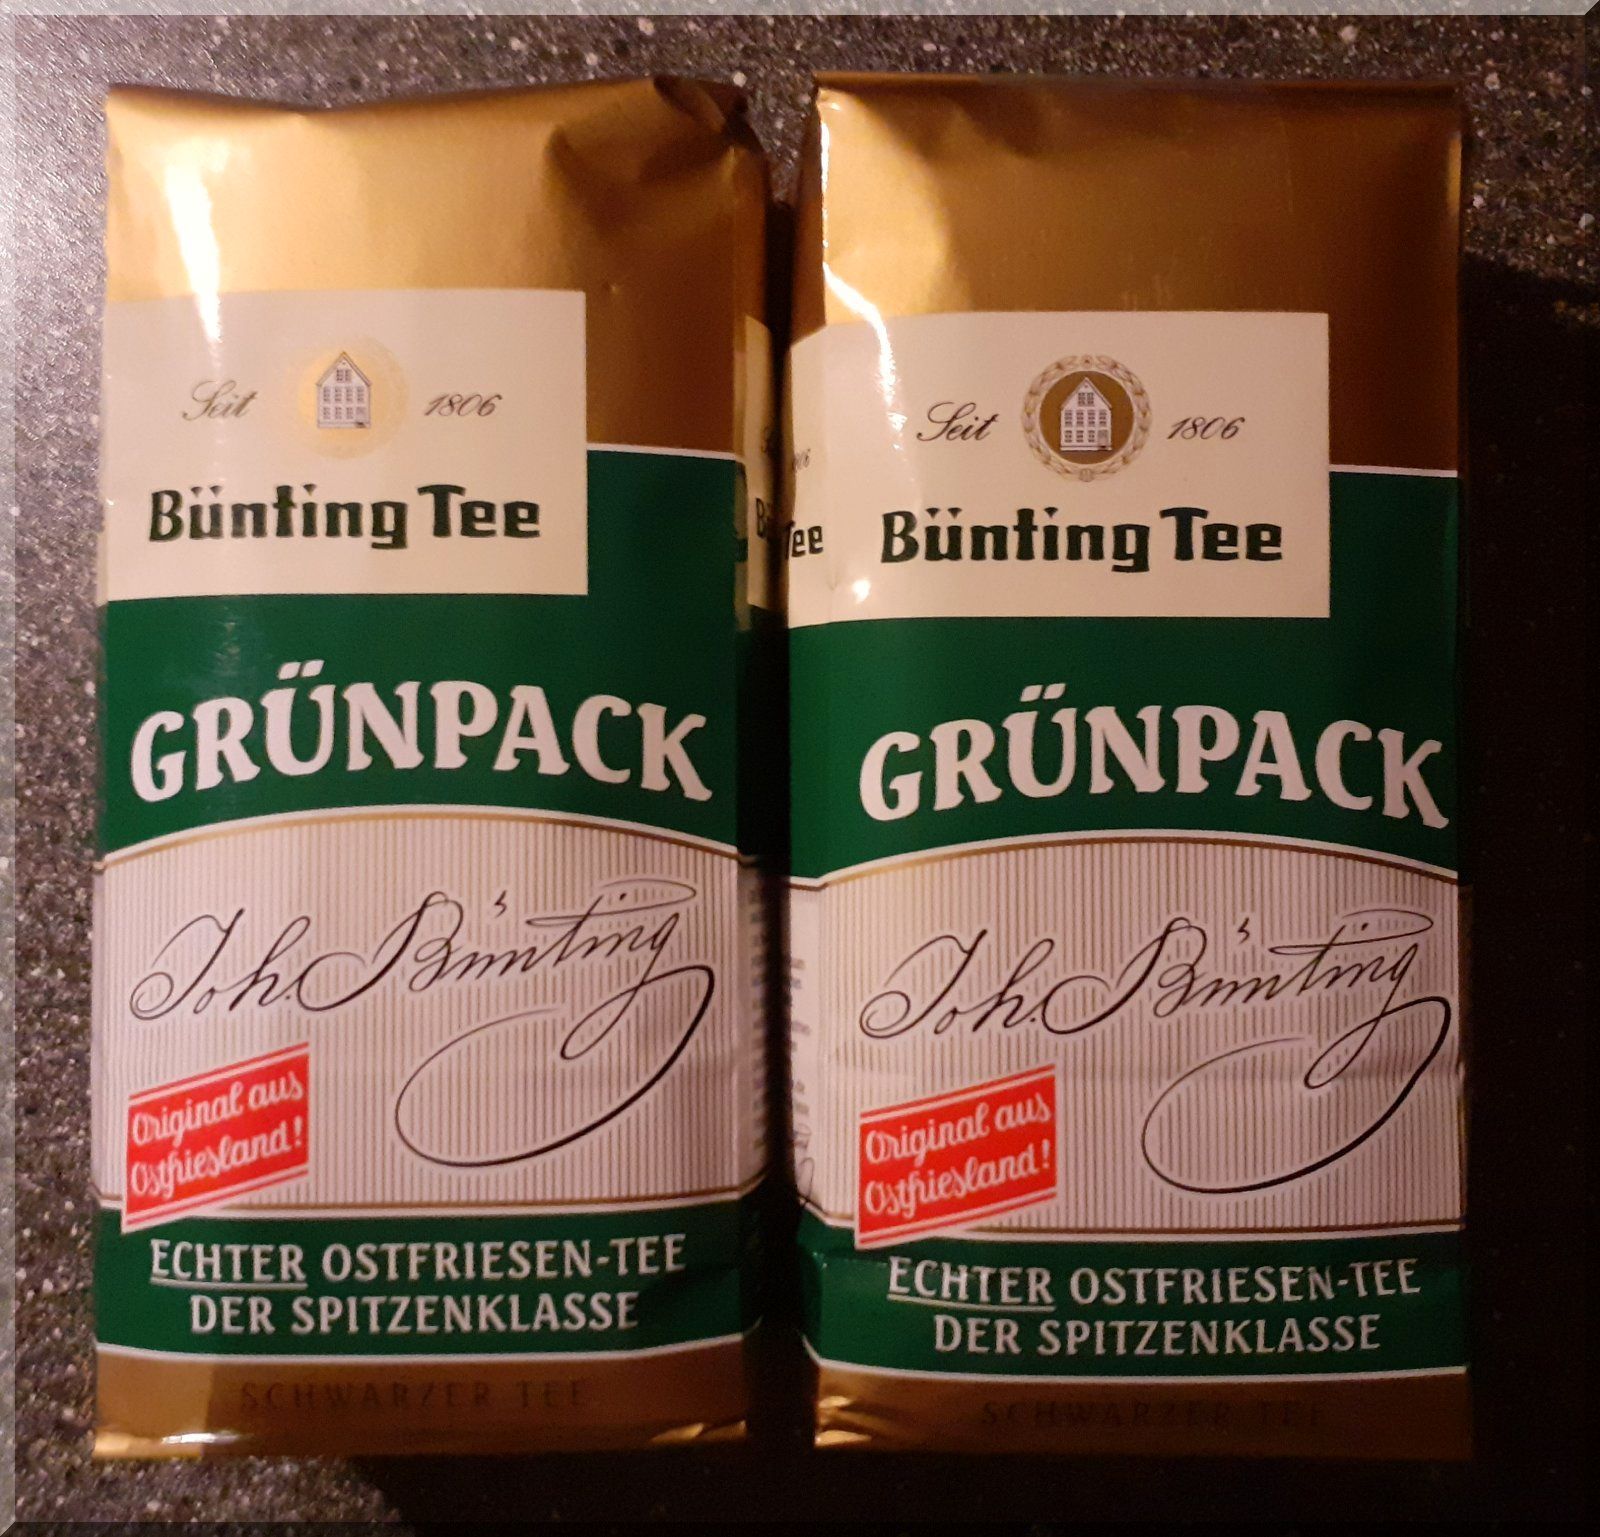 Seit 1806
Bünting Tee
GRÜNPACK
Joh. Bünting
Original aus
Ostfriesland!
ECHTER OSTFRIESEN-TEE
DER SPITZENKLASSE
SCHWARZER TEE
Tee
Seit 1806
Bünting Tee
GRÜNPACK
Joh. Bünting
Original aus
Ostfriesland!
ECHTER OSTFRIESEN-TEE
DER SPITZENKLASSE
SCHWARZER TEE